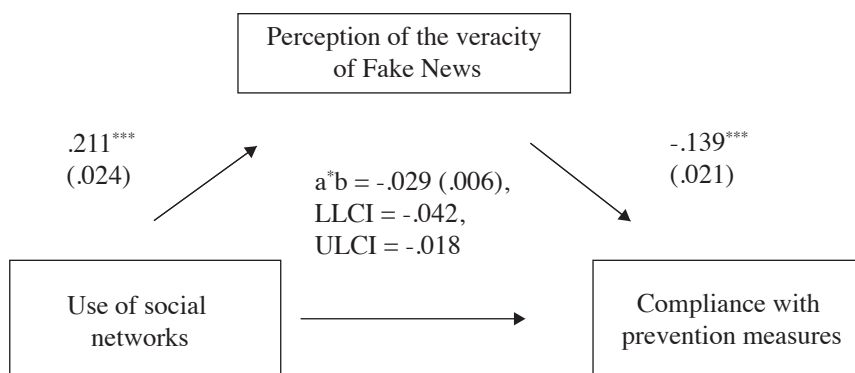 Perception of the veracity
of Fake News
.211***
(.024)
-.139***
(.021)
a*b = -.029 (.006),
LLCI = -.042,
ULCI = -.018
Use of social
networks
Compliance with
prevention measures